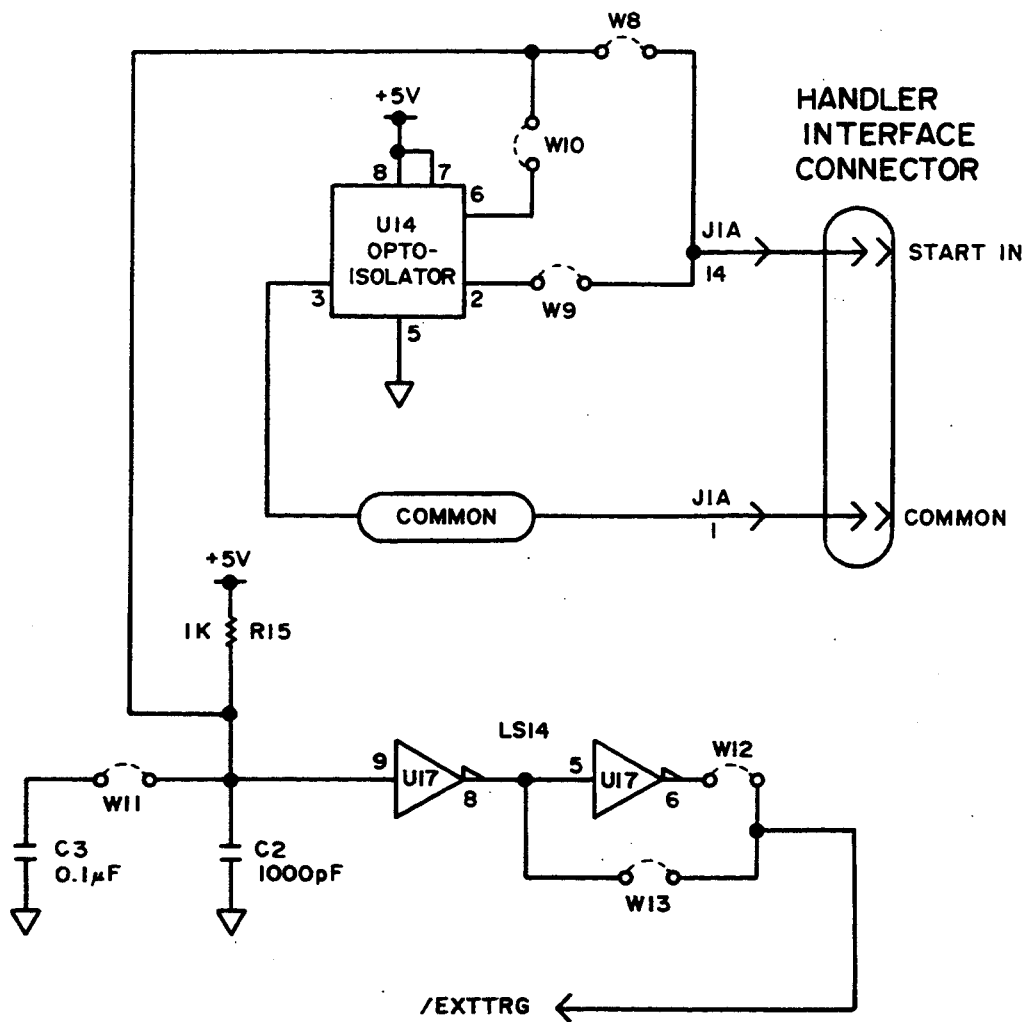 W8
HANDLER
INTERFACE
CONNECTOR
+5V
W10
8
7
6
U14
OPTO-
ISOLATOR
J1A
START IN
14
3
2
W9
5
COMMON
J1A
1
COMMON
+5V
1K
R15
LS14
9
U17
8
5
U17
6
W12
W11
C3
0.1µF
C2
1000pF
W13
/EXTTRG